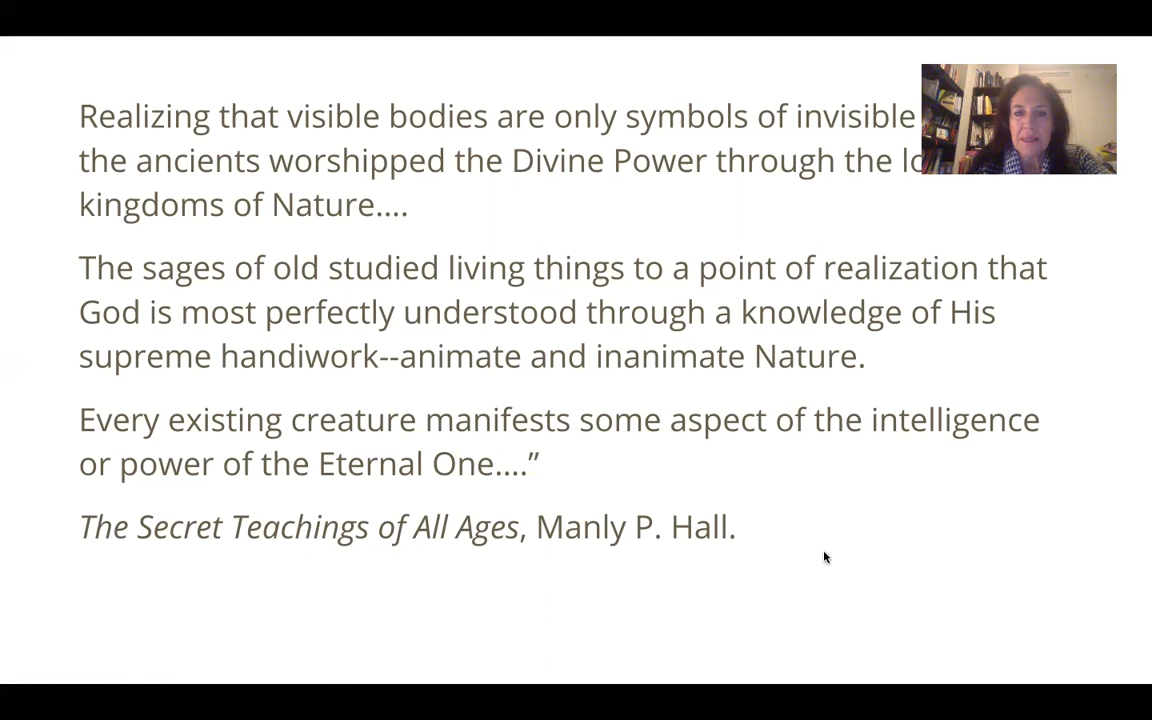 Realizing that visible bodies are only symbols of invisible
the ancients worshipped the Divine Power through the
kingdoms of Nature....
The sages of old studied living things to a point of realization that
God is most perfectly understood through a knowledge of His
supreme handiwork--animate and inanimate Nature.
Every existing creature manifests some aspect of the intelligence
or power of the Eternal One....”
The Secret Teachings of All Ages, Manly P. Hall.